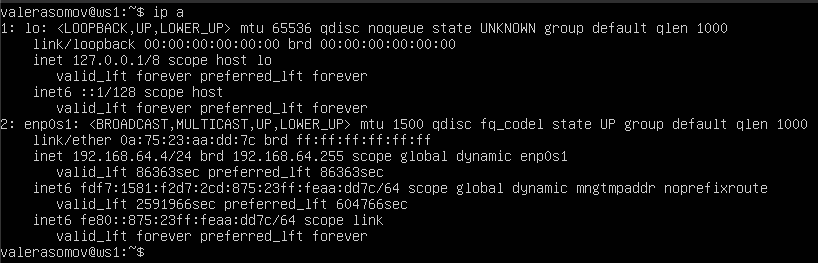 valerasomov@ws1:~$ ip a
1: lo: <LOOPBACK,UP,LOWER_UP> mtu 65536 qdisc noqueue state UNKNOWN group default qlen 1000
    link/loopback 00:00:00:00:00:00 brd 00:00:00:00:00:00
    inet 127.0.0.1/8 scope host lo
       valid_lft forever preferred_lft forever
    inet6 ::1/128 scope host
       valid_lft forever preferred_lft forever
2: enp0s1: <BROADCAST,MULTICAST,UP,LOWER_UP> mtu 1500 qdisc fq_codel state UP group default qlen 1000
    link/ether 0a:75:23:aa:dd:7c brd ff:ff:ff:ff:ff:ff
    inet 192.168.64.4/24 brd 192.168.64.255 scope global dynamic enp0s1
       valid_lft 86363sec preferred_lft 86363sec
    inet6 fdf7:1581:f2d7:2cd:875:23ff:feaa:dd7c/64 scope global dynamic mngtmpaddr noprefixroute
       valid_lft 2591966sec preferred_lft 604766sec
    inet6 fe80::875:23ff:feaa:dd7c/64 scope link
       valid_lft forever preferred_lft forever
valerasomov@ws1:~$